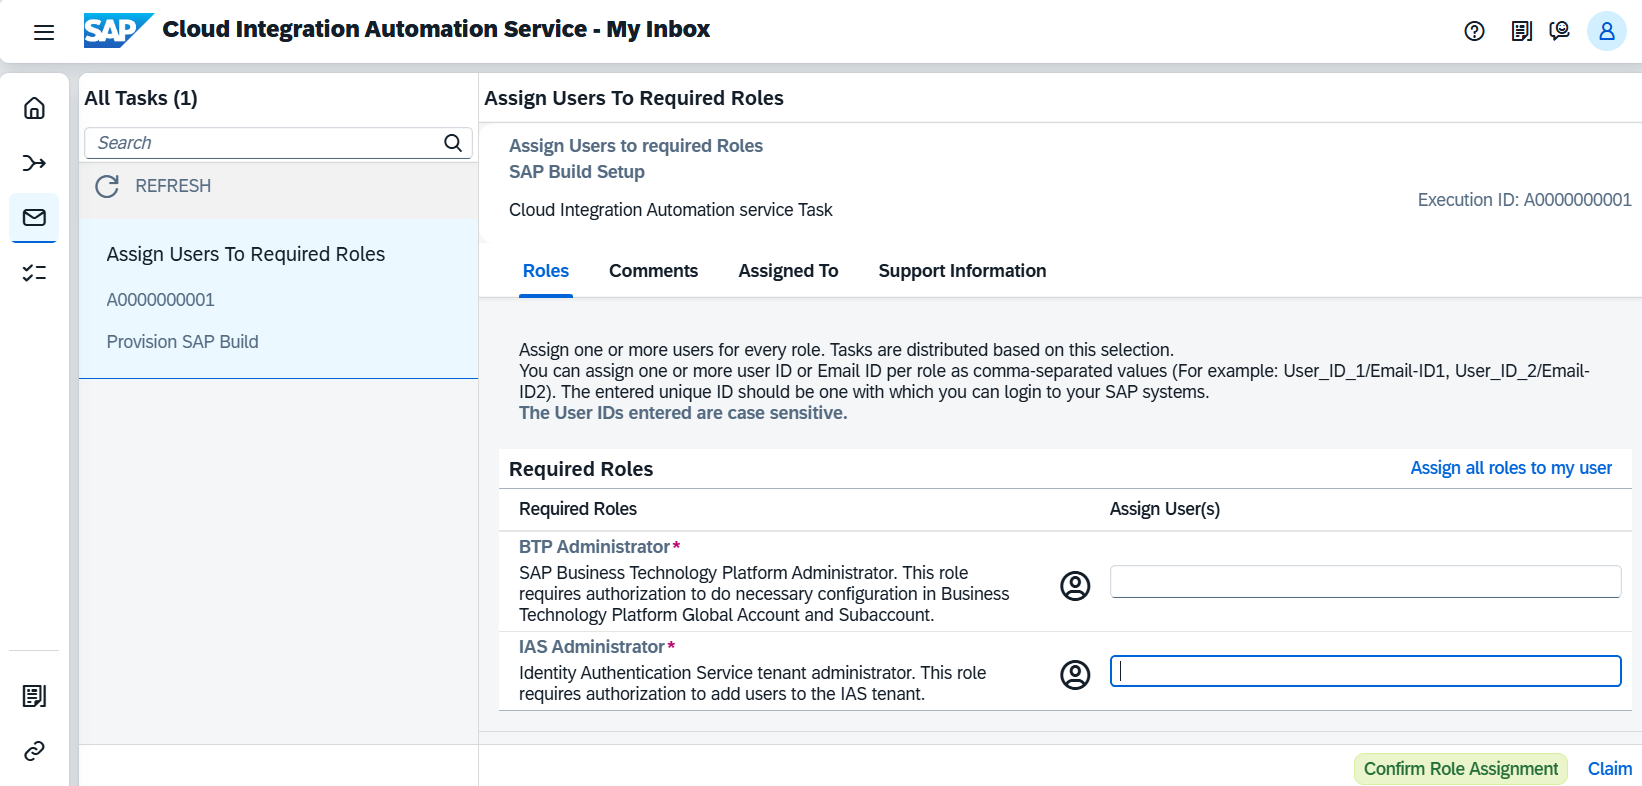 SAP Cloud Integration Automation Service - My Inbox
All Tasks (1)
Search
REFRESH
Assign Users To Required Roles
A0000000001
Provision SAP Build
Assign Users To Required Roles
Assign Users to required Roles
SAP Build Setup
Execution ID: A0000000001
Cloud Integration Automation service Task
Roles Comments Assigned To Support Information
Assign one or more users for every role. Tasks are distributed based on this selection.
You can assign one or more user ID or Email ID per role as comma-separated values (For example: User_ID_1/Email-ID1, User_ID_2/Email-
ID2). The entered unique ID should be one with which you can login to your SAP systems.
The User IDs entered are case sensitive.
Required Roles Assign all roles to my user
Required Roles Assign User(s)
BTP Administrator*
SAP Business Technology Platform Administrator. This role
requires authorization to do necessary configuration in Business
Technology Platform Global Account and Subaccount.
IAS Administrator*
Identity Authentication Service tenant administrator. This role
requires authorization to add users to the IAS tenant.
Confirm Role Assignment Claim